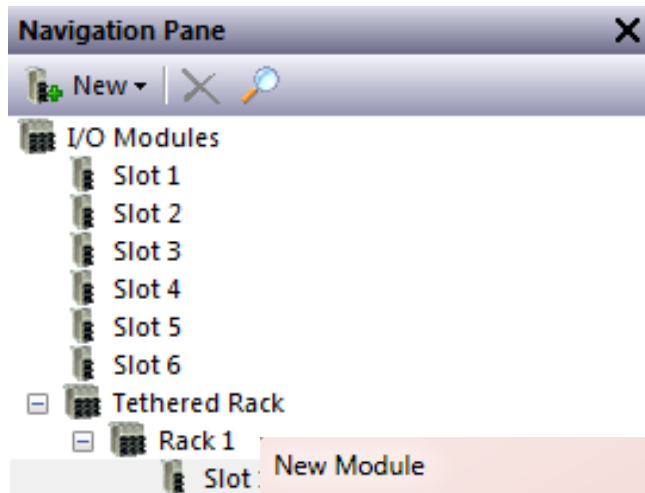 Navigation Pane
New
I/O Modules
Slot 1
Slot 2
Slot 3
Slot 4
Slot 5
Slot 6
Tethered Rack
Rack 1
Slot
New Module